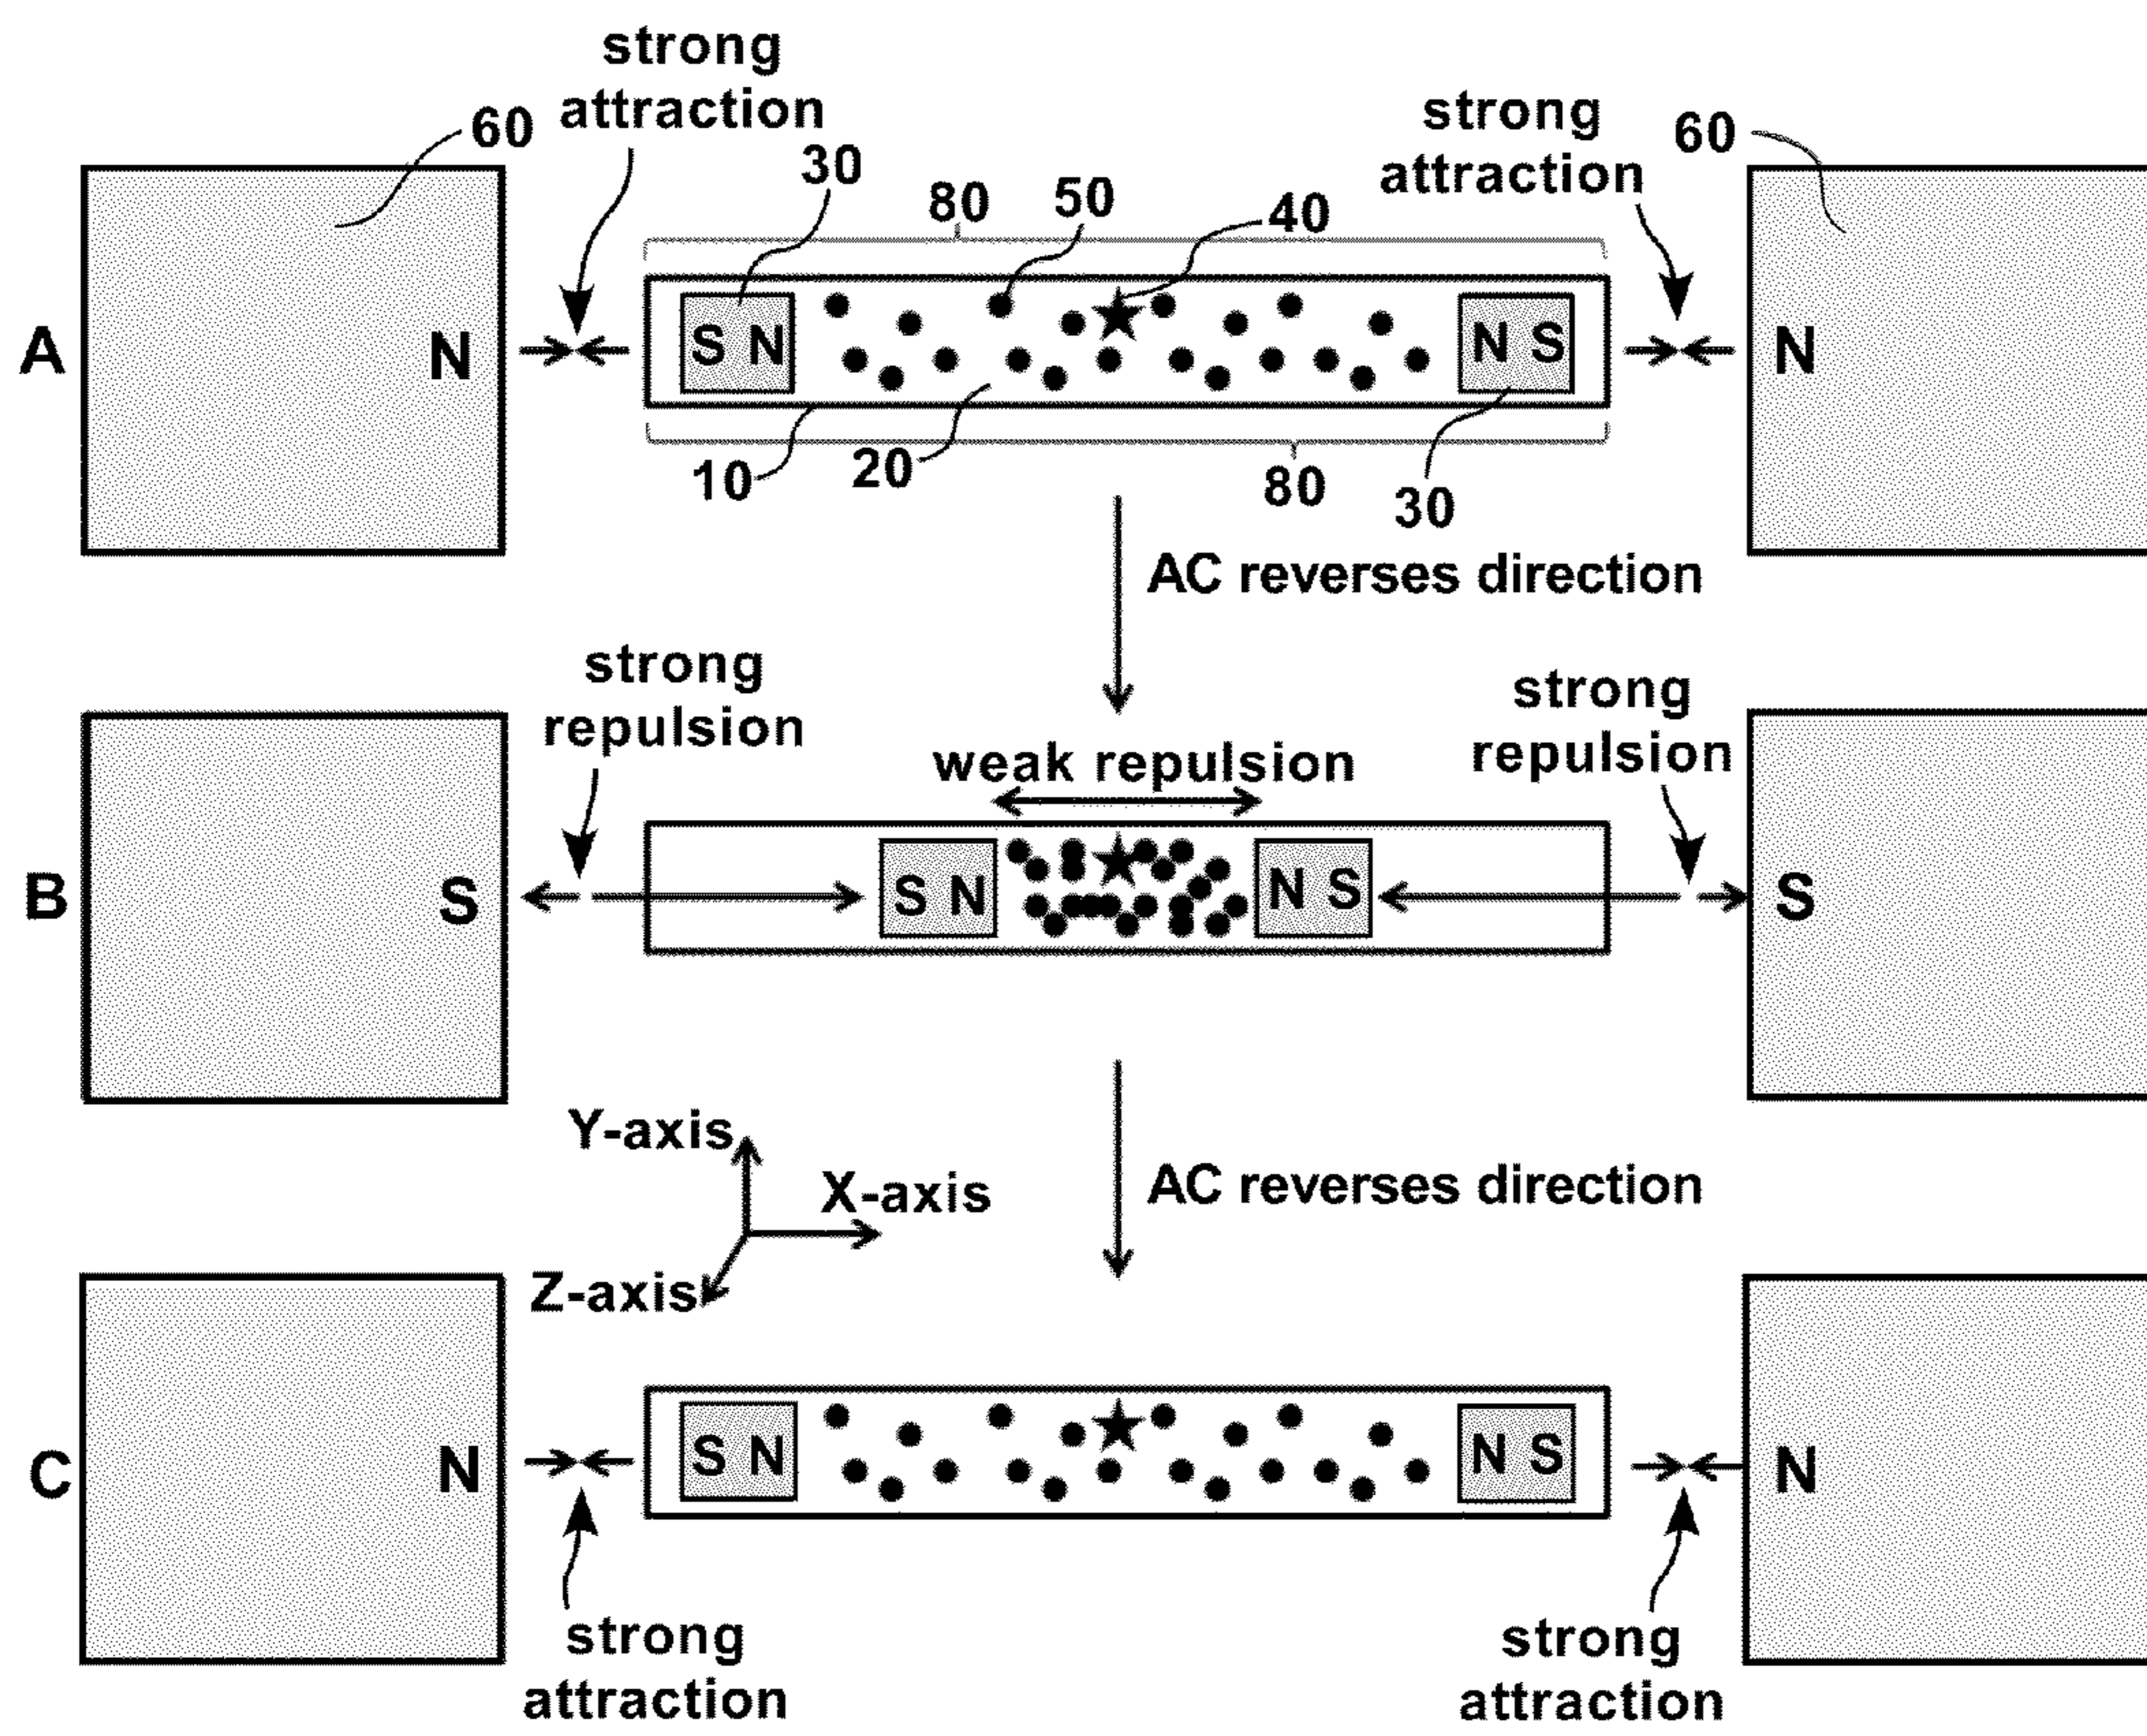 strong
attraction
60
30
80
50
40
strong
attraction
60
A
N
S N
N S
N
10
20
80
30
AC reverses direction
strong
repulsion
weak repulsion
strong
repulsion
B
S
S N
N S
S
Y-axis
X-axis
Z-axis
AC reverses direction
C
N
S N
N S
N
strong
attraction
strong
attraction